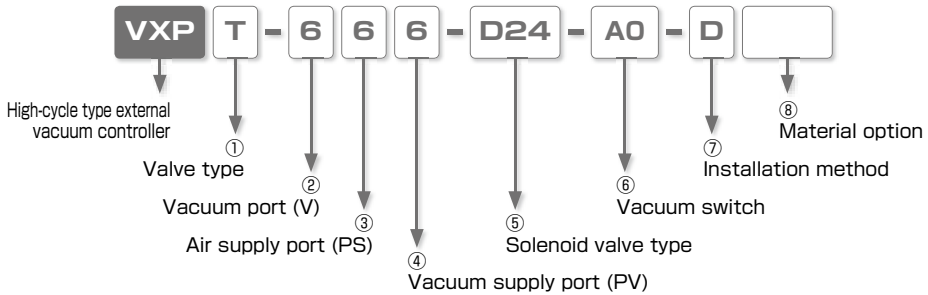 VXP T - 6 6 6 - D24 - A0 - D
High-cycle type external
vacuum controller
①
Valve type
②
Vacuum port (V)
③
Air supply port (PS)
④
Vacuum supply port (PV)
⑤
Solenoid valve type
⑥
Vacuum switch
⑦
Installation method
⑧
Material option